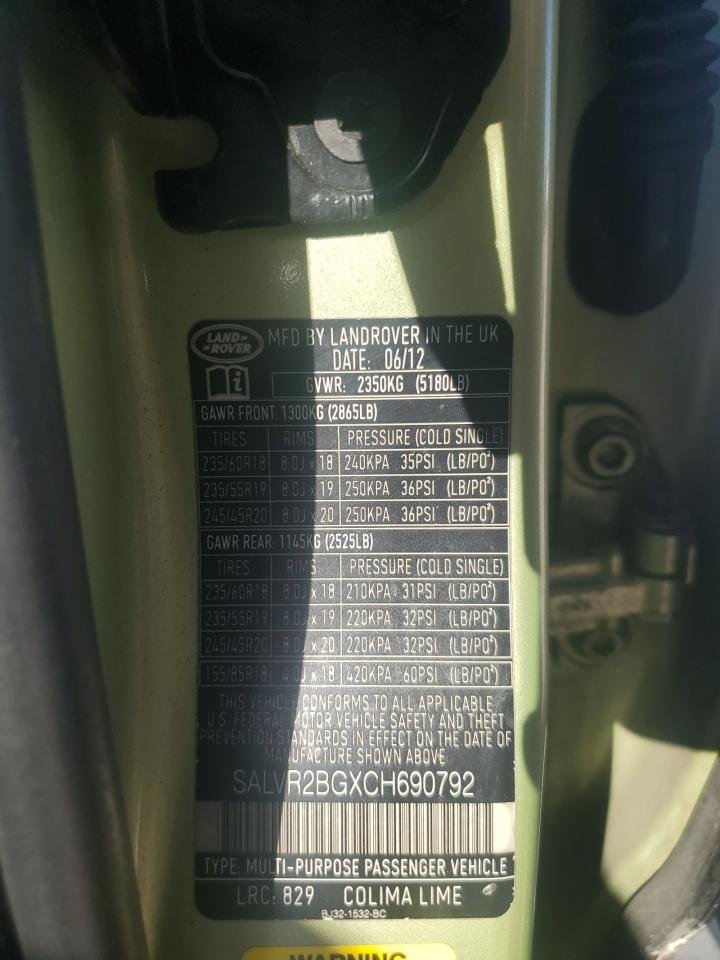 LAND ROVER
MFD BY LANDROVER IN THE UK
DATE: 06/12
GVWR: 2350KG (5180LB)
GAWR FRONT: 1300KG (2865LB)
TIRES RIMS PRESSURE (COLD SINGLE)
235/60R18 8.0J x 18 240KPA 35PSI (LB/PO²)
235/55R19 8.0J x 19 250KPA 36PSI (LB/PO²)
245/45R20 8.0J x 20 250KPA 36PSI (LB/PO²)
GAWR REAR: 1145KG (2525LB)
TIRES RIMS PRESSURE (COLD SINGLE)
235/60R18 8.0J x 18 210KPA 31PSI (LB/PO²)
235/55R19 8.0J x 19 220KPA 32PSI (LB/PO²)
245/45R20 8.0J x 20 220KPA 32PSI (LB/PO²)
155/85R18 4.0J x 18 420KPA 60PSI (LB/PO²)
THIS VEHICLE CONFORMS TO ALL APPLICABLE
U.S. FEDERAL MOTOR VEHICLE SAFETY AND THEFT
PREVENTION STANDARDS IN EFFECT ON THE DATE OF
MANUFACTURE SHOWN ABOVE
SALVR2BGXCH690792
TYPE: MULTI-PURPOSE PASSENGER VEHICLE
LRC: 829 COLIMA LIME
BJ32-1532-BC
WARNING